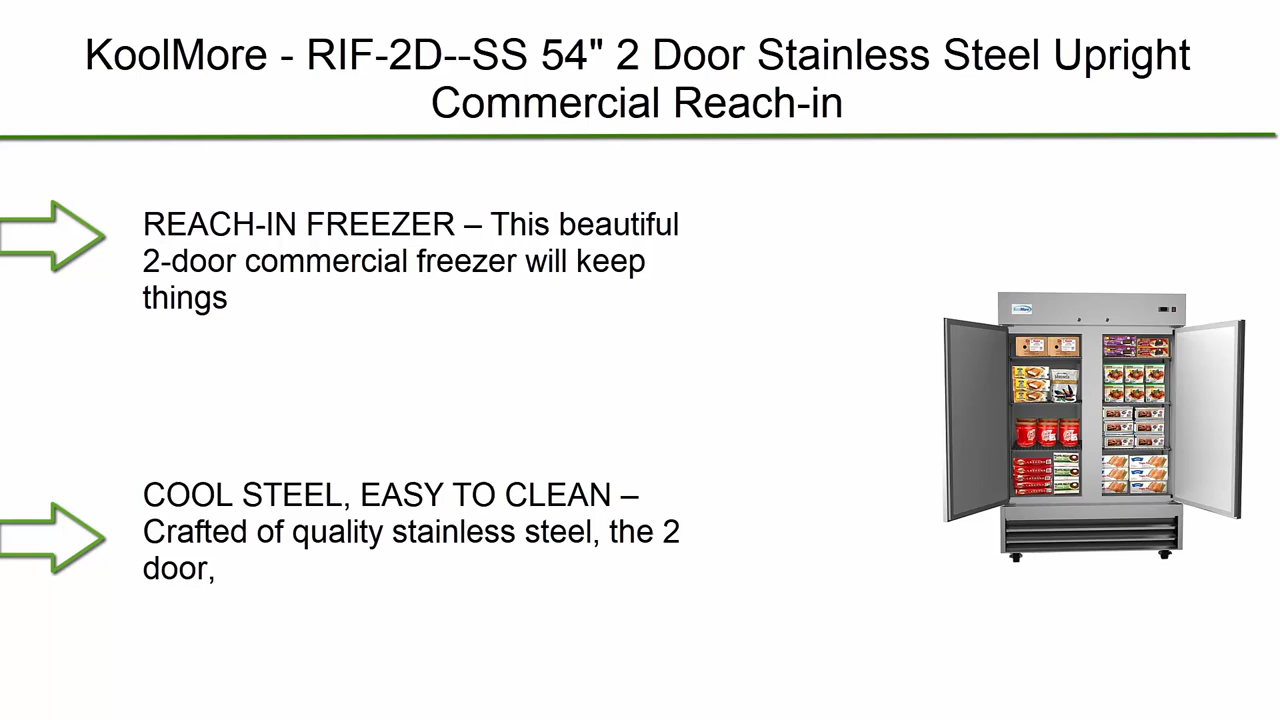 KoolMore - RIF-2D--SS 54" 2 Door Stainless Steel Upright
Commercial Reach-in
REACH-IN FREEZER – This beautiful
2-door commercial freezer will keep
things
COOL STEEL, EASY TO CLEAN –
Crafted of quality stainless steel, the 2
door,